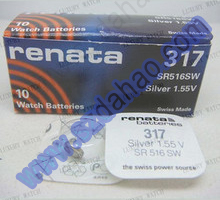 10
Watch Batteries
renata
317
SR516SW
Silver 1.55V
10
Watch Batteries
Swiss Made
renata
batteries
317
Silver 1.55 V
SR 516 SW
the swiss power source